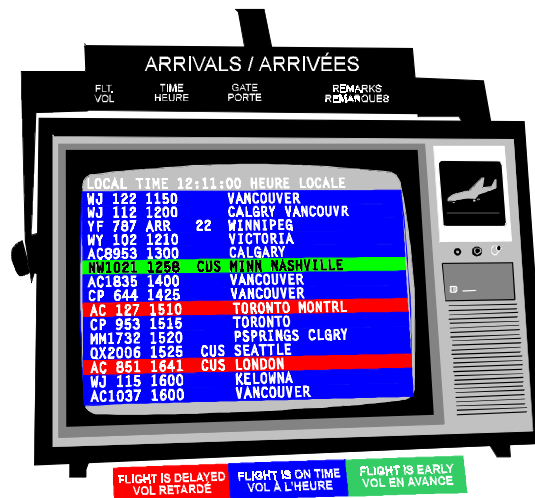 ARRIVALS / ARRIVÉES
FLT. TIME GATE REMARKS
VOL HEURE PORTE REMARQUES
LOCAL TIME 12:11:00 HEURE LOCALE
WJ 122 1150 VANCOUVER
WJ 112 1200 CALGRY VANCOUVR
YF 787 ARR 22 WINNIPEG
WY 102 1210 VICTORIA
AC8953 1300 CALGARY
NW1021 1258 CUS MINN NASHVILLE
AC1835 1400 VANCOUVER
CP 644 1425 VANCOUVER
AC 127 1510 TORONTO MONTRL
CP 953 1515 TORONTO
MM1732 1520 PSPRINGS CLGRY
QX2006 1525 CUS SEATTLE
AC 851 1641 CUS LONDON
WJ 115 1600 KELOWNA
AC1037 1600 VANCOUVER
FLIGHT IS DELAYED
VOL RETARDÉ
FLIGHT IS ON TIME
VOL À L'HEURE
FLIGHT IS EARLY
VOL EN AVANCE